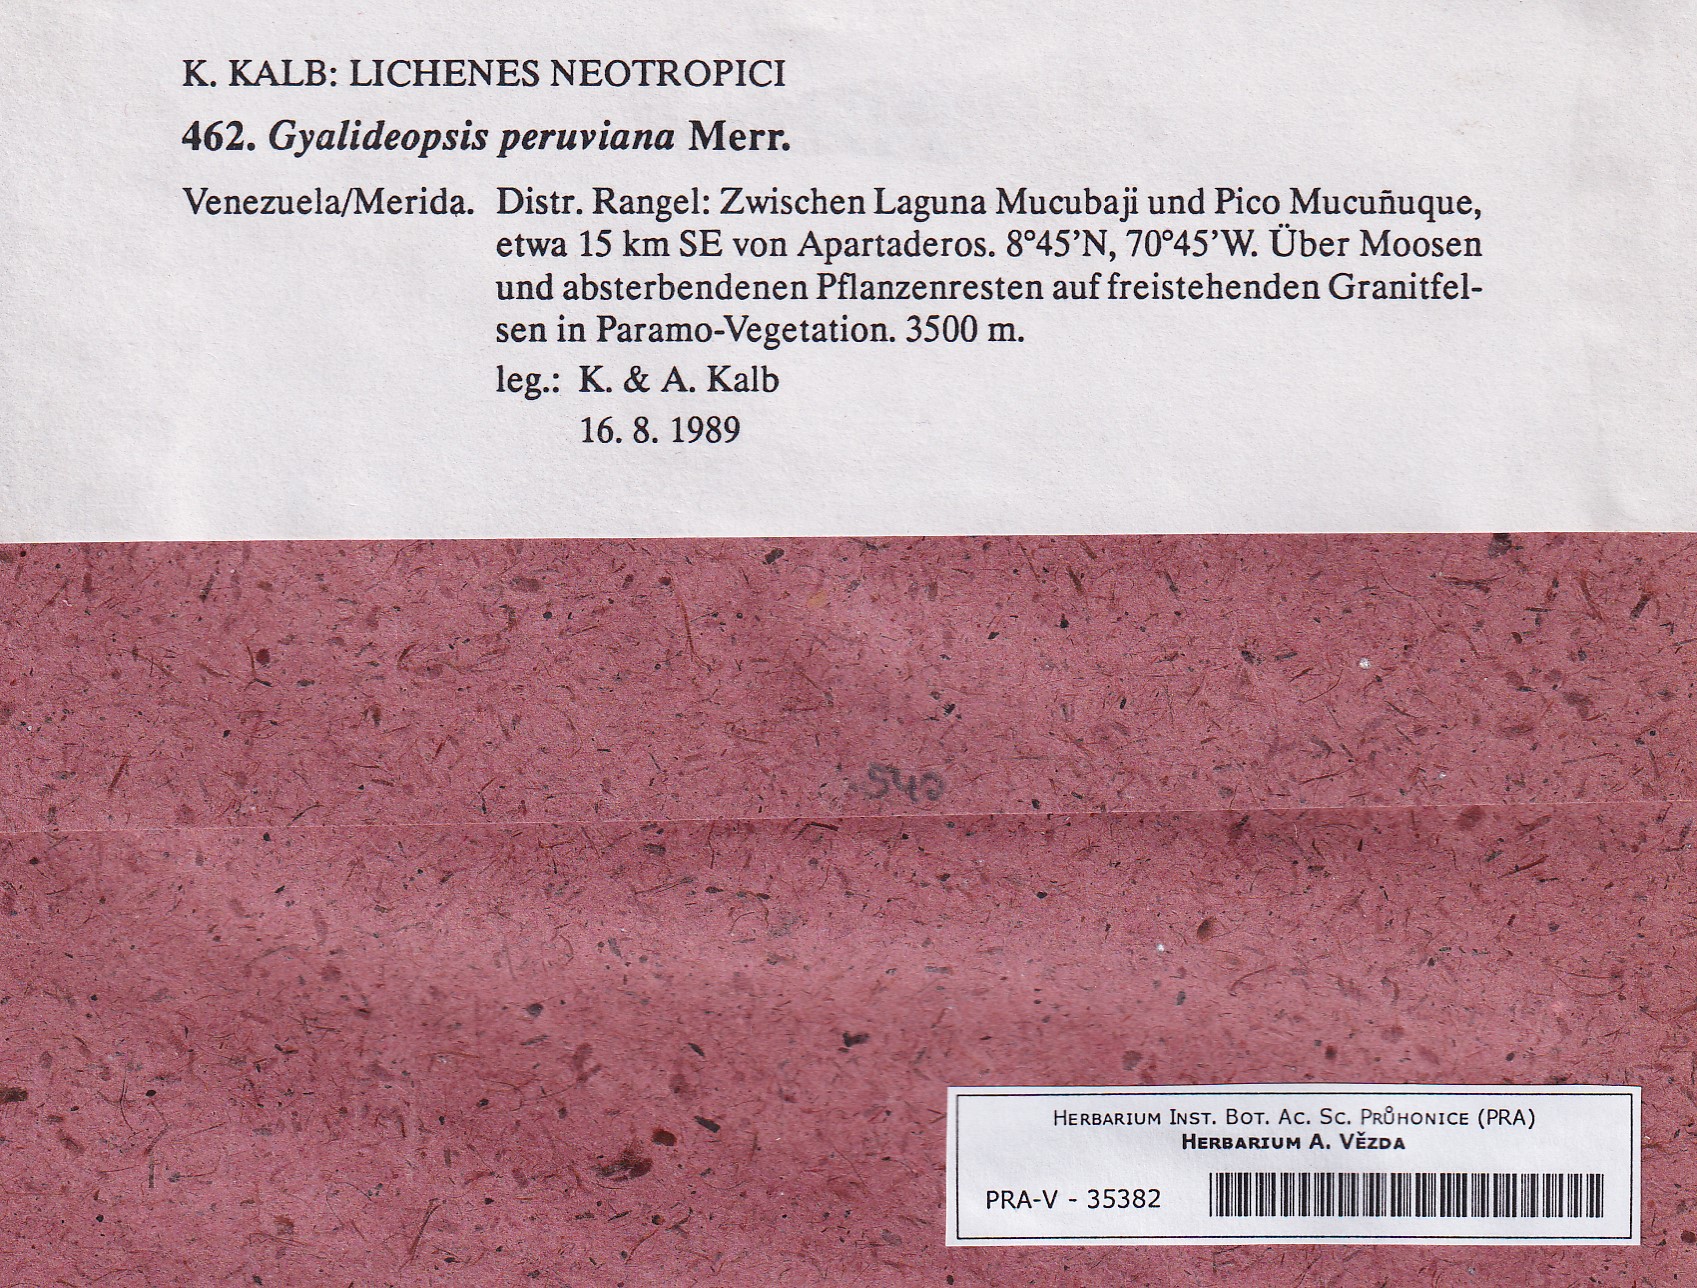 K. KALB: LICHENES NEOTROPICI
462. Gyalideopsis peruviana Merr.
Venezuela/Merida. Distr. Rangel: Zwischen Laguna Mucubaji und Pico Mucuñuque,
etwa 15 km SE von Apartaderos. 8°45’N, 70°45’W. Über Moosen
und absterbendenen Pflanzenresten auf freistehenden Granitfel-
sen in Paramo-Vegetation. 3500 m.
leg.: K. & A. Kalb
16. 8. 1989
HERBARIUM INST. BOT. AC. SC. PRŮHONICE (PRA)
HERBARIUM A. VĚZDA
PRA-V - 35382